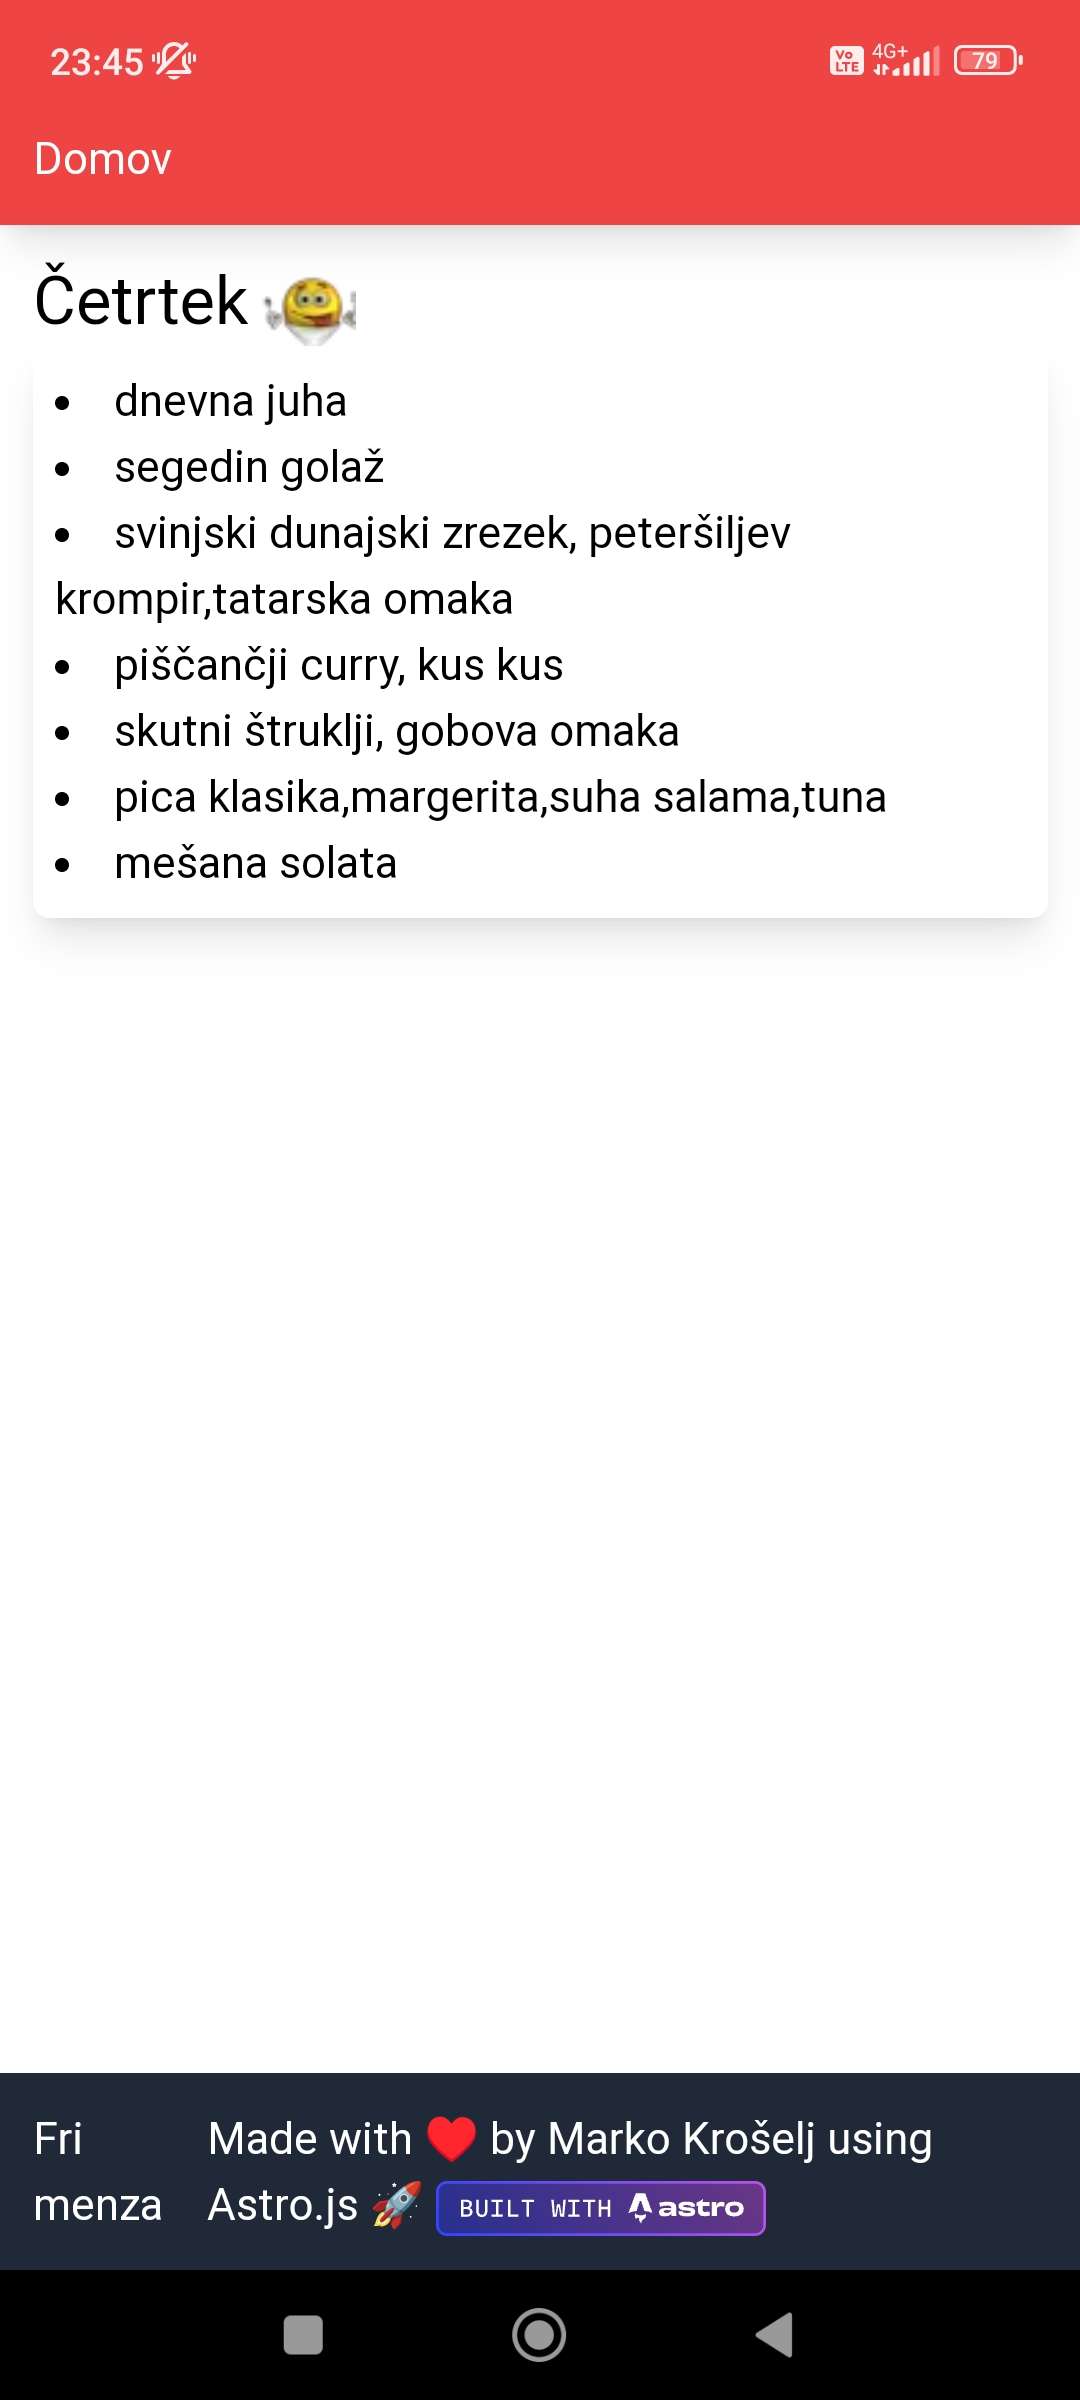 23:45 Vo LTE 4G+ 79
Domov
Četrtek
• dnevna juha
• segedin golaž
• svinjski dunajski zrezek, peteršiljev
krompir,tatarska omaka
• piščančji curry, kus kus
• skutni štruklji, gobova omaka
• pica klasika,margerita,suha salama,tuna
• mešana solata
Fri
menza
Made with ❤️ by Marko Krošelj using
Astro.js 🚀 BUILT WITH astro